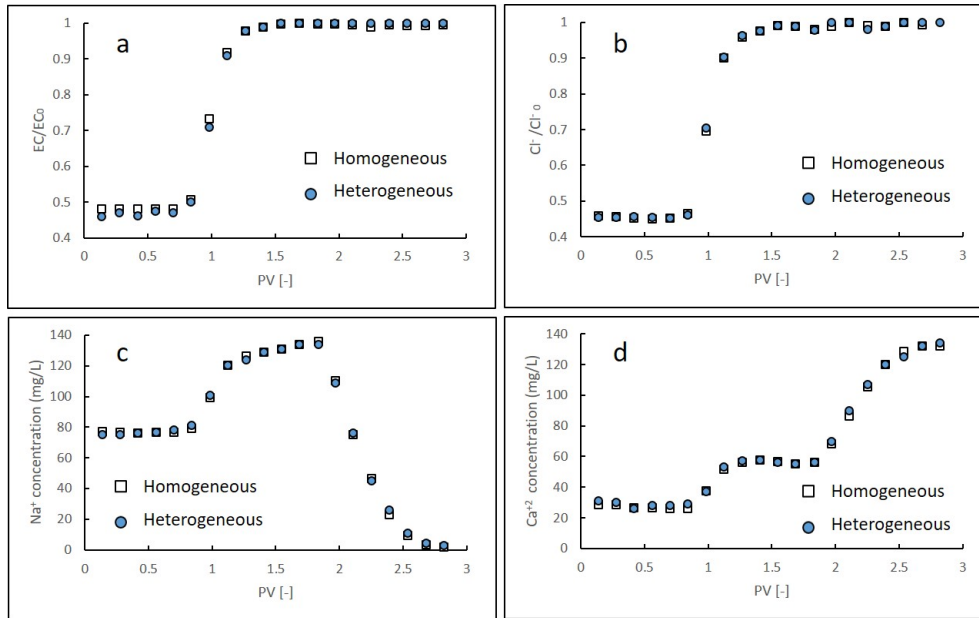 a
EC/EC₀
1
0.9
0.8
0.7
0.6
0.5
0.4
0 0.5 1 1.5 2 2.5 3
PV [-]
Homogeneous
Heterogeneous
b
Cl⁻/Cl⁻₀
1
0.9
0.8
0.7
0.6
0.5
0.4
0 0.5 1 1.5 2 2.5 3
PV [-]
Homogeneous
Heterogeneous
c
Na⁺ concentration (mg/L)
140
120
100
80
60
40
20
0
0 0.5 1 1.5 2 2.5 3
PV [-]
Homogeneous
Heterogeneous
d
Ca⁺² concentration (mg/L)
140
120
100
80
60
40
20
0
0 0.5 1 1.5 2 2.5 3
PV [-]
Homogeneous
Heterogeneous